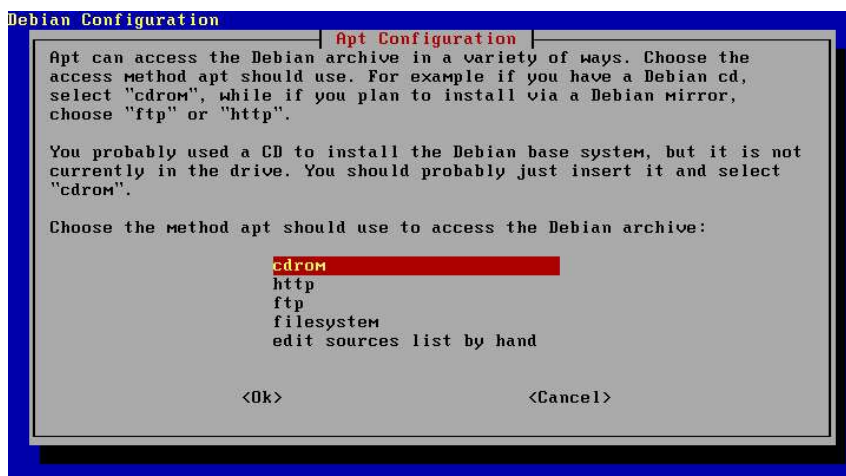 Debian Configuration
Apt Configuration
Apt can access the Debian archive in a variety of ways. Choose the
access method apt should use. For example if you have a Debian cd,
select "cdrom", while if you plan to install via a Debian mirror,
choose "ftp" or "http".
You probably used a CD to install the Debian base system, but it is not
currently in the drive. You should probably just insert it and select
"cdrom".
Choose the method apt should use to access the Debian archive:
cdrom
http
ftp
filesystem
edit sources list by hand
<Ok> <Cancel>